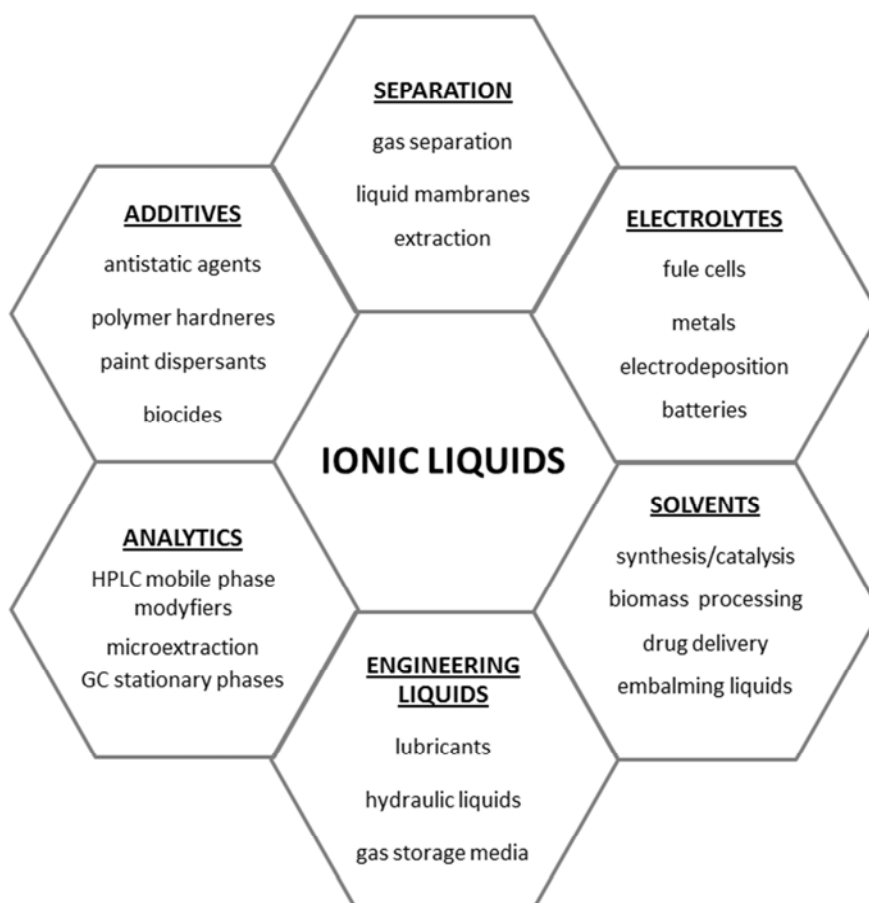 SEPARATION
gas separation
liquid mambranes
extraction
ADDITIVES
antistatic agents
polymer hardneres
paint dispersants
biocides
ELECTROLYTES
fule cells
metals
electrodeposition
batteries
IONIC LIQUIDS
ANALYTICS
HPLC mobile phase
modyfiers
microextraction
GC stationary phases
SOLVENTS
synthesis/catalysis
biomass processing
drug delivery
embalming liquids
ENGINEERING
LIQUIDS
lubricants
hydraulic liquids
gas storage media